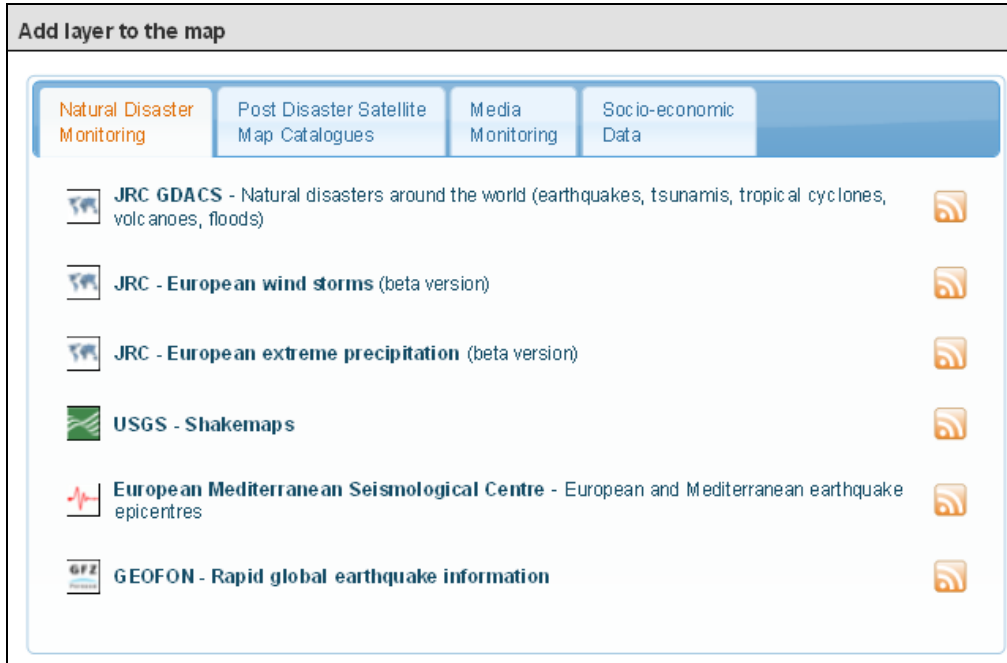 Add layer to the map
Natural Disaster
Monitoring
Post Disaster Satellite
Map Catalogues
Media
Monitoring
Socio-economic
Data
JRC GDACS - Natural disasters around the world (earthquakes, tsunamis, tropical cyclones,
volcanoes, floods)
JRC - European wind storms (beta version)
JRC - European extreme precipitation (beta version)
USGS - Shakemaps
European Mediterranean Seismological Centre - European and Mediterranean earthquake
epicentres
GFZ
GEOFON - Rapid global earthquake information